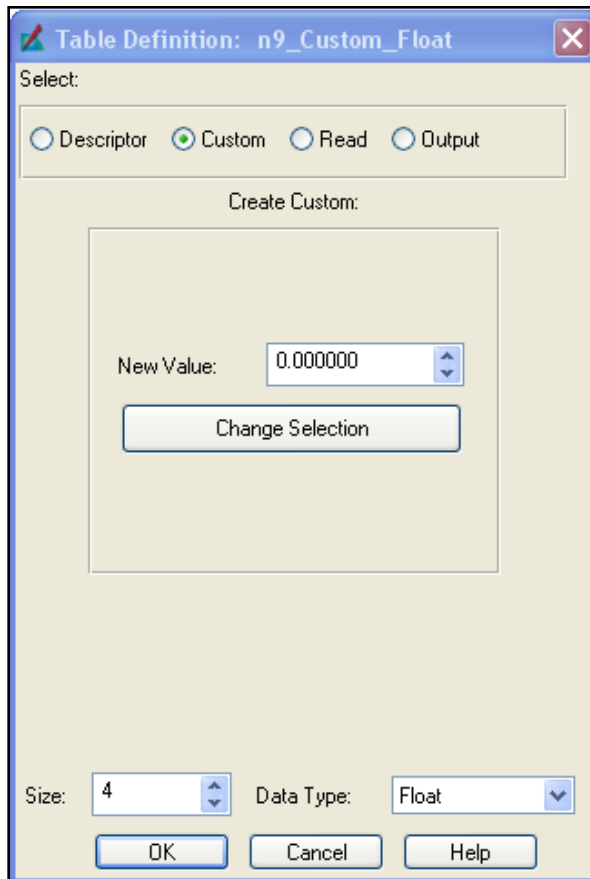 Table Definition: n9_Custom_Float
Select:
Descriptor Custom Read Output
Create Custom:
New Value: 0.000000
Change Selection
Size: 4 Data Type: Float
OK Cancel Help